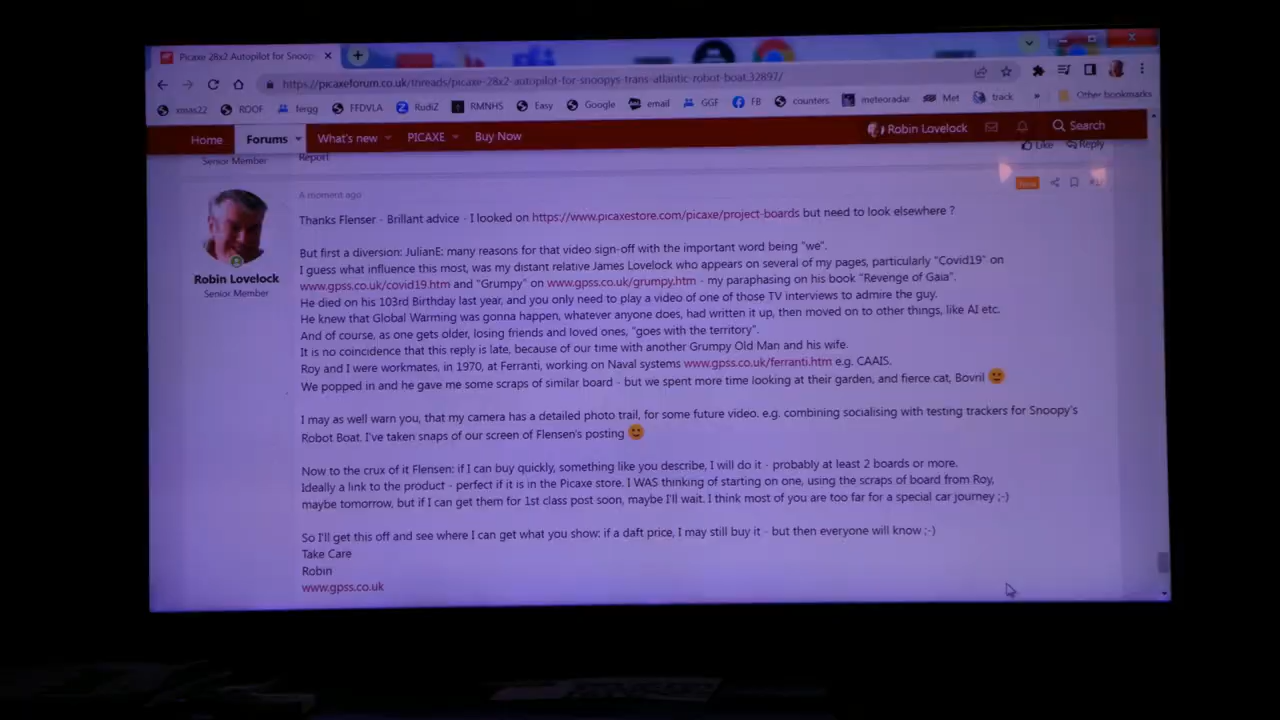 Picaxe 28x2 Autopilot for Snoop
https://picaxeforum.co.uk/threads/picaxe-28x2-autopilot-for-snoopys-trans-atlantic-robot-boat.32897/
xmas22 ROOF fergg FFDVLA RudiZ RMNHS Easy Google email GGF FB counters meteoradar Met track » Other bookmarks
Home Forums What's new PICAXE Buy Now Robin Lovelock Search
Senior Member Report Like Reply
A moment ago New
Thanks Flenser - Brillant advice - I looked on https://www.picaxestore.com/picaxe/project-boards but need to look elsewhere ?
But first a diversion: JulianE: many reasons for that video sign-off with the important word being "we".
I guess what influence this most, was my distant relative James Lovelock who appears on several of my pages, particularly "Covid19" on
www.gpss.co.uk/covid19.htm and "Grumpy" on www.gpss.co.uk/grumpy.htm - my paraphasing on his book "Revenge of Gaia".
He died on his 103rd Birthday last year, and you only need to play a video of one of those TV interviews to admire the guy.
He knew that Global Warming was gonna happen, whatever anyone does, had written it up, then moved on to other things, like AI etc.
And of course, as one gets older, losing friends and loved ones, "goes with the territory".
It is no coincidence that this reply is late, because of our time with another Grumpy Old Man and his wife.
Roy and I were workmates, in 1970, at Ferranti, working on Naval systems www.gpss.co.uk/ferranti.htm e.g. CAAIS.
We popped in and he gave me some scraps of similar board - but we spent more time looking at their garden, and fierce cat, Bovril 🙂
Robin Lovelock
Senior Member
I may as well warn you, that my camera has a detailed photo trail, for some future video. e.g. combining socialising with testing trackers for Snoopy's
Robot Boat. I've taken snaps of our screen of Flensen's posting 🙂
Now to the crux of it Flensen: if I can buy quickly, something like you describe, I will do it - probably at least 2 boards or more.
Ideally a link to the product - perfect if it is in the Picaxe store. I WAS thinking of starting on one, using the scraps of board from Roy,
maybe tomorrow, but if I can get them for 1st class post soon, maybe I'll wait. I think most of you are too far for a special car journey ;-)
So I'll get this off and see where I can get what you show: if a daft price, I may still buy it - but then everyone will know ;-)
Take Care
Robin
www.gpss.co.uk